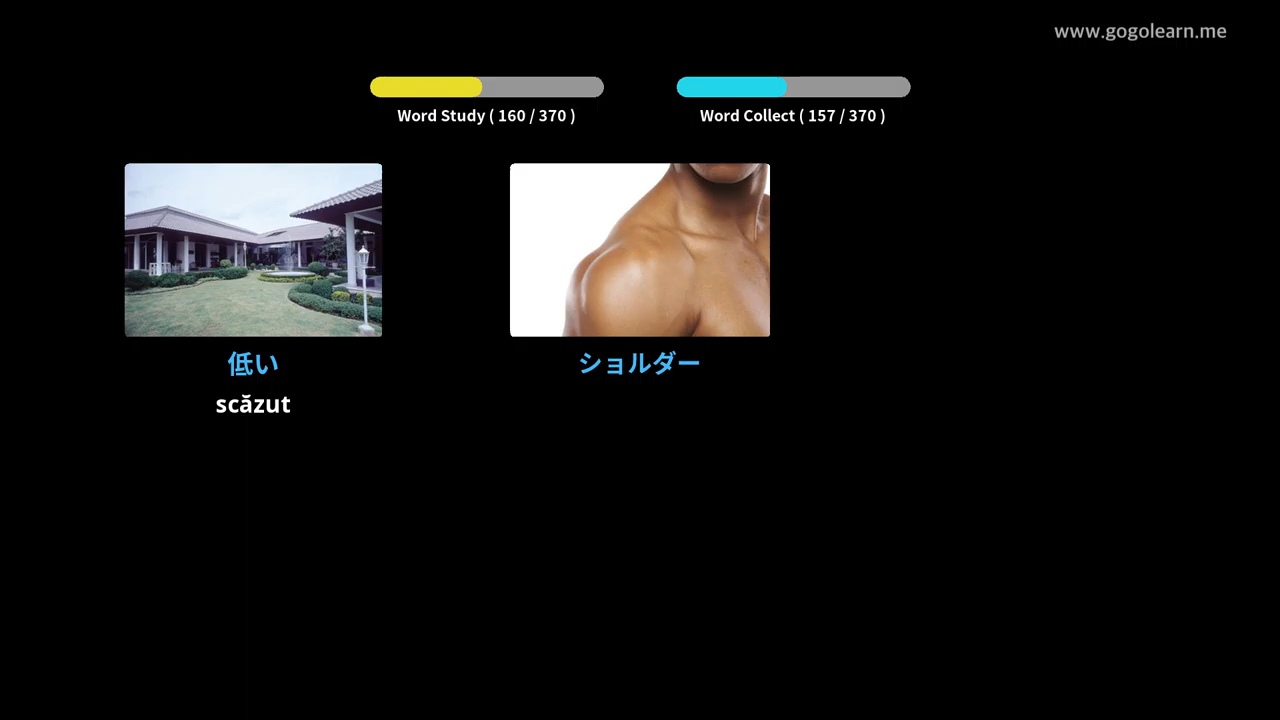 www.gogolearn.me
Word Study ( 160 / 370 )
Word Collect ( 157 / 370 )
低い
scăzut
ショルダー